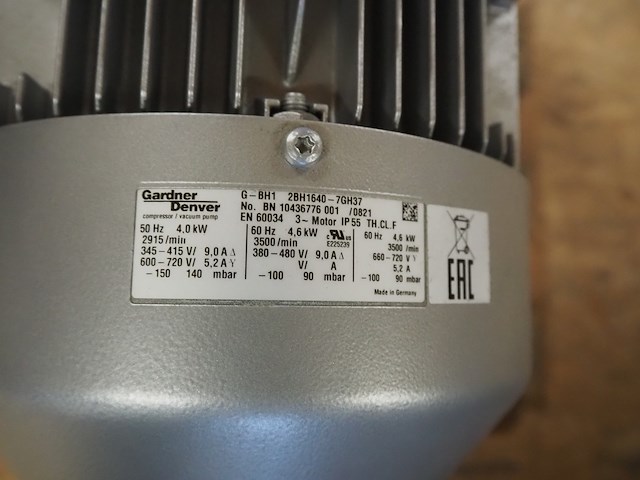 Gardner
Denver
compressor / vacuum pump
G-BH1 2BH1640-7GH37
No. BN 10436776 001 /0821
EN 60034 3~Motor IP55 TH.CL.F
50 Hz 4,0 kW
2915 /min
345-415 V/ 9,0 A Δ
600-720 V/ 5,2 A Y
-150 140 mbar
60 Hz 4,6 kW
3500 /min
380-480 V/ 9,0 A Δ
V/ A
-100 90 mbar
c UL US
E225239
60 Hz 4,6 kW
3500 /min
660-720 V Y
5,2 A
-100 90 mbar
Made in Germany
EAC